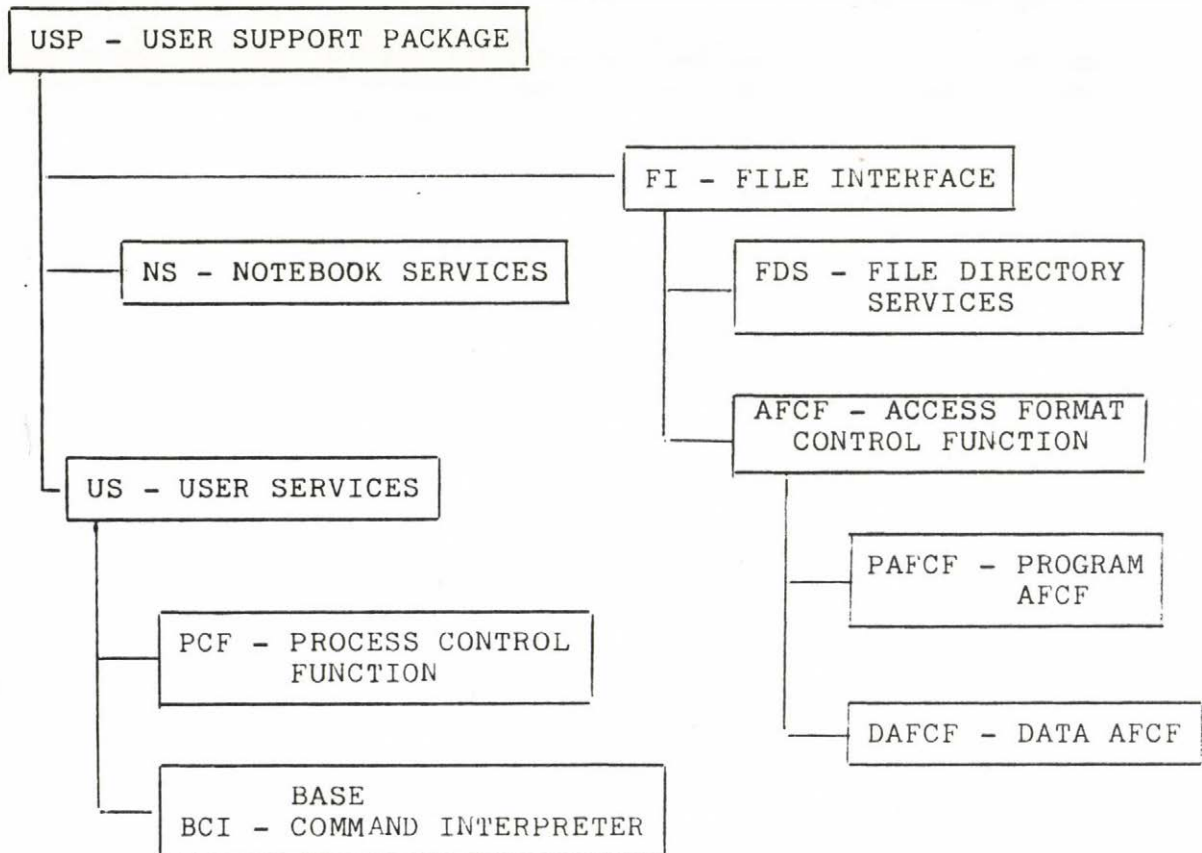 USP - USER SUPPORT PACKAGE
FI - FILE INTERFACE
NS - NOTEBOOK SERVICES
FDS - FILE DIRECTORY
SERVICES
AFCF - ACCESS FORMAT
CONTROL FUNCTION
US - USER SERVICES
PAFCF - PROGRAM
AFCF
PCF - PROCESS CONTROL
FUNCTION
DAFCF - DATA AFCF
BASE
BCI - COMMAND INTERPRETER